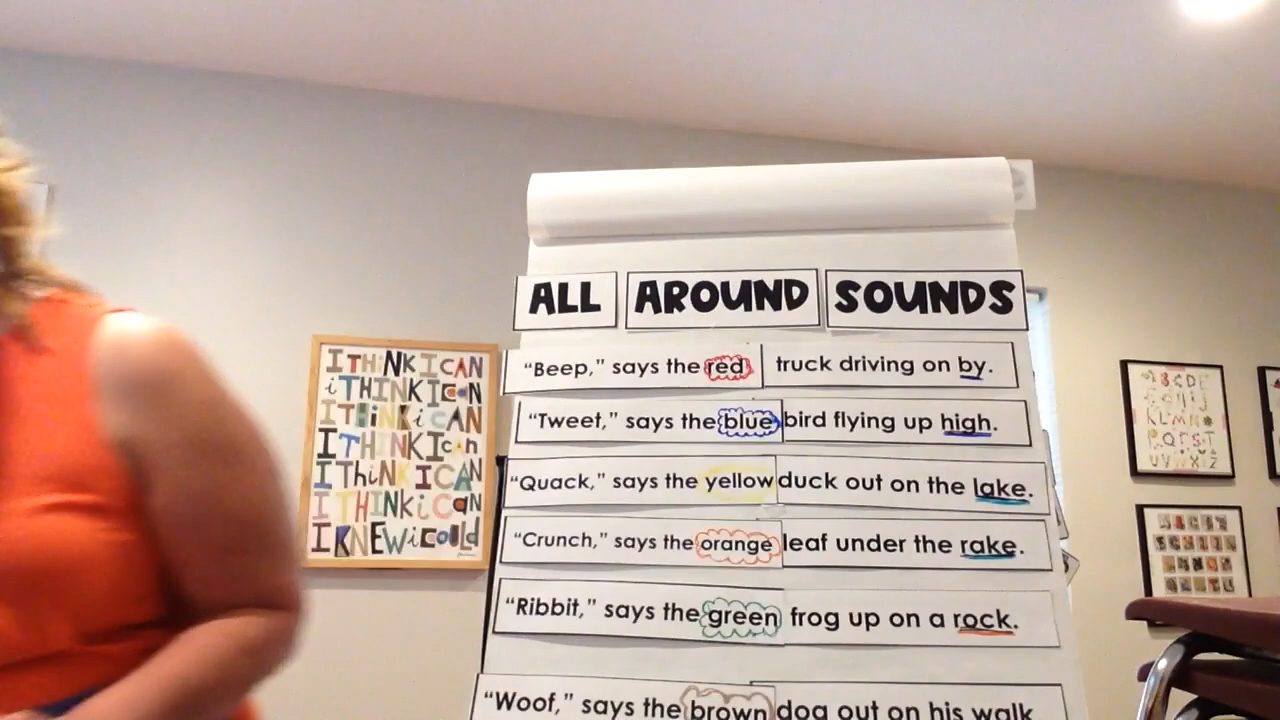 ALL AROUND SOUNDS
“Beep,” says the red truck driving on by.
“Tweet,” says the blue bird flying up high.
“Quack,” says the yellow duck out on the lake.
“Crunch,” says the orange leaf under the rake.
“Ribbit,” says the green frog up on a rock.
“Woof,” says the brown dog out on his walk
I THINK I CAN
i THINK I CAN
I THINK i CAN
I THINK I Can
I THiNK I CAN
I THINK i CAN
I KNEW i COULd